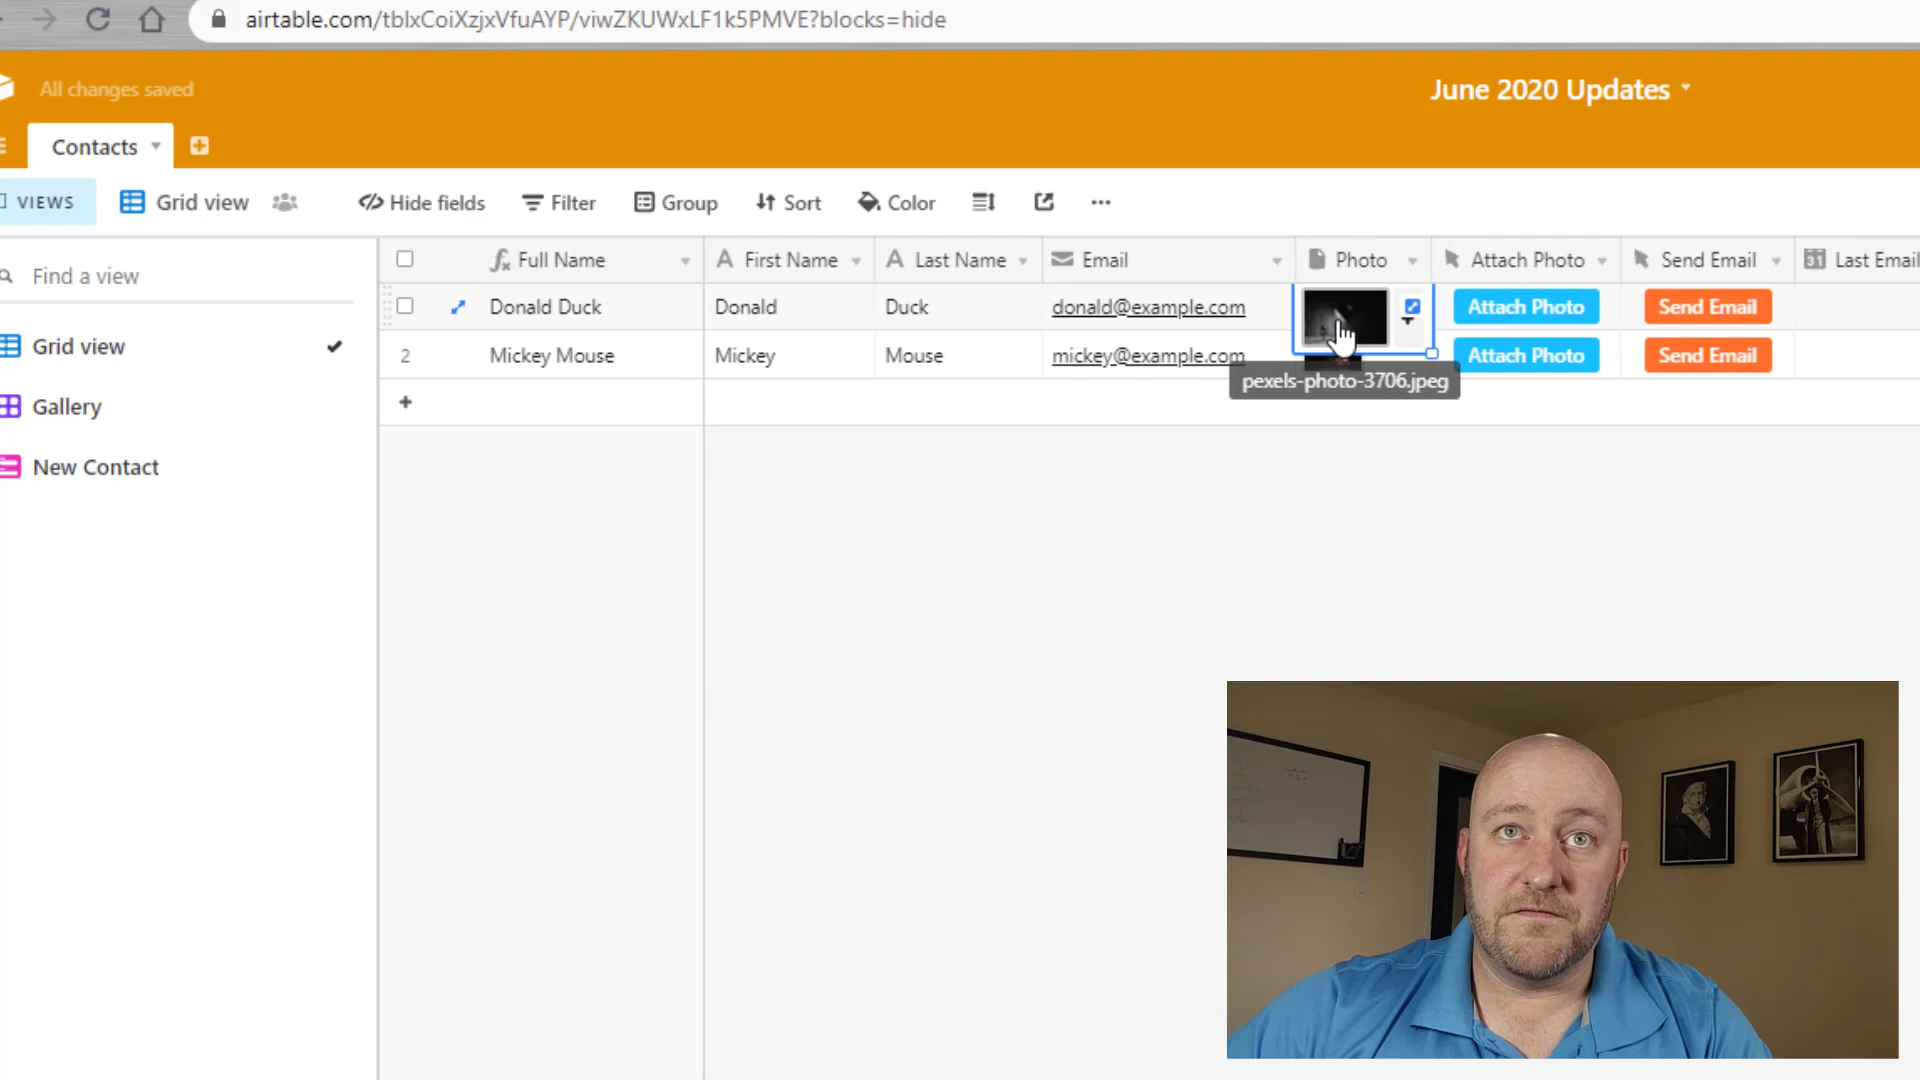 airtable.com/tblxCoiXzjxVfuAYP/viwZKUWxLF1k5PMVE?blocks=hide
All changes saved
June 2020 Updates
Contacts
VIEWS
Grid view
Hide fields
Filter
Group
Sort
Color
Find a view
Grid view
Gallery
New Contact
Full Name
First Name
Last Name
Email
Photo
Attach Photo
Send Email
31
Last Email
Donald Duck
Donald
Duck
donald@example.com
Attach Photo
Send Email
2
Mickey Mouse
Mickey
Mouse
mickey@example.com
Attach Photo
Send Email
pexels-photo-3706.jpeg